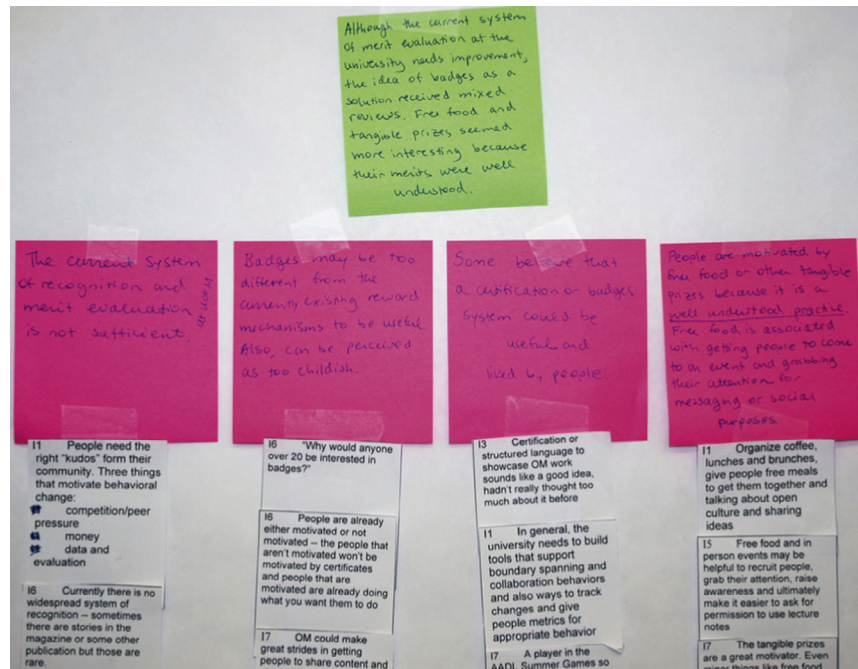 Although the current system
of merit evaluation at the
university needs improvement,
the idea of badges as a
solution received mixed
reviews. Free food and
tangible prizes seemed
more interesting because
their merits were well
understood.
The current system
of recognition and
merit evaluation
is not sufficient.
at work
Badges may be too
different from the
currently existing reward
mechanisms to be useful.
Also, can be perceived
as too childish.
Some believe that
a certification or badges
system could be
useful and
liked by people.
People are motivated by
free food or other tangible
prizes because it is a
well understood practice.
Free food is associated
with getting people to come
to an event and grabbing
their attention for
messaging or social
purposes
I1 People need the
right "kudos" form their
community. Three things
that motivate behavioral
change:
competition/peer
pressure
money
data and
evaluation
I6 Currently there is no
widespread system of
recognition -- sometimes
there are stories in the
magazine or some other
publication but those are
rare.
I6 "Why would anyone
over 20 be interested in
badges?"
I6 People are already
either motivated or not
motivated -- the people that
aren't motivated won't be
motivated by certificates
and people that are
motivated are already doing
what you want them to do
I7 OM could make
great strides in getting
people to share content and
I3 Certification or
structured language to
showcase OM work
sounds like a good idea,
hadn't really thought too
much about it before
I1 In general, the
university needs to build
tools that support
boundary spanning and
collaboration behaviors
and also ways to track
changes and give
people metrics for
appropriate behavior
I7 A player in the
AADL Summer Games so
I1 Organize coffee,
lunches and brunches,
give people free meals
to get them together and
talking about open
culture and sharing
ideas
I5 Free food and in
person events may be
helpful to recruit people,
grab their attention, raise
awareness and ultimately
make it easier to ask for
permission to use lecture
notes
I7 The tangible prizes
are a great motivator. Even
minor things like free food